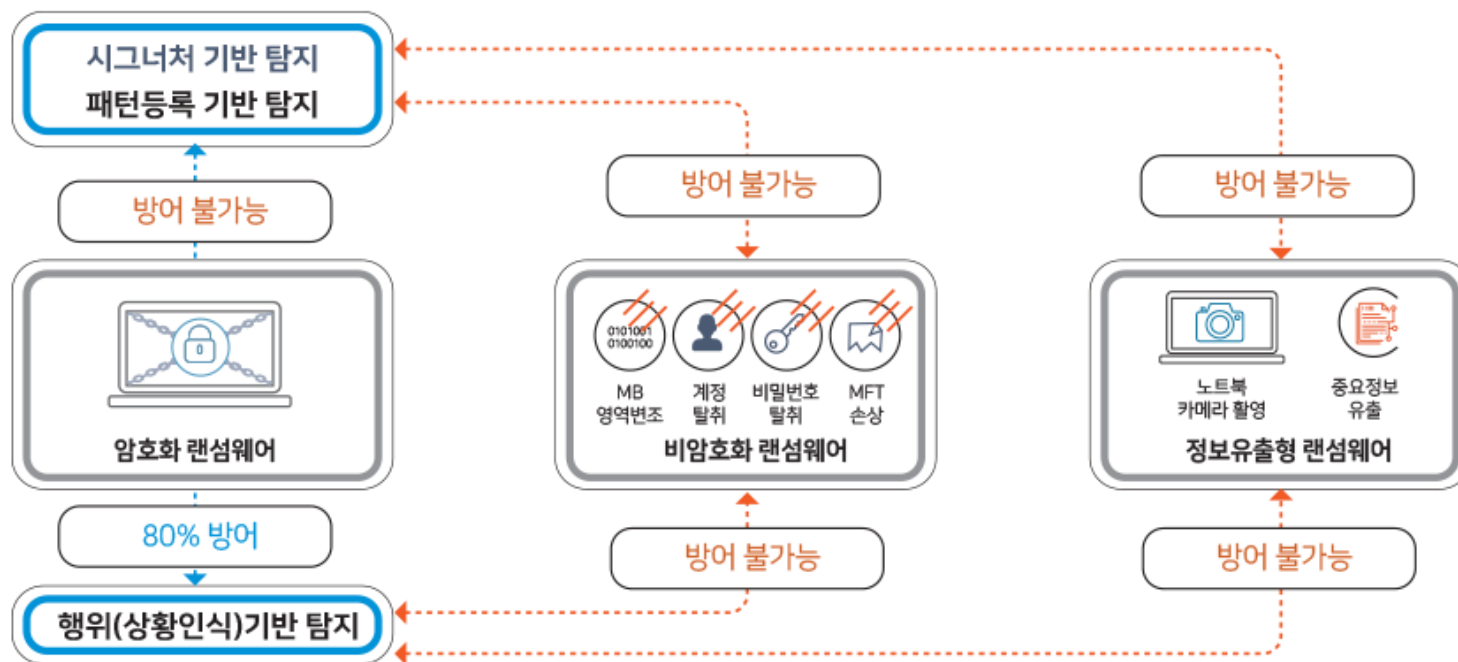 시그너처 기반 탐지
패턴등록 기반 탐지
방어 불가능
방어 불가능
방어 불가능
0101001
0100100
MB
영역변조
계정
탈취
비밀번호
탈취
MFT
손상
노트북
카메라 촬영
중요정보
유출
암호화 랜섬웨어
비암호화 랜섬웨어
정보유출형 랜섬웨어
80% 방어
방어 불가능
방어 불가능
행위(상황인식)기반 탐지